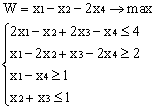 W = x₁ − x₂ − 2x₄ → max
2x₁ − x₂ + 2x₃ − x₄ ≤ 4
x₁ − 2x₂ + x₃ − 2x₄ ≥ 2
x₁ − x₄ ≥ 1
x₂ + x₃ ≤ 1